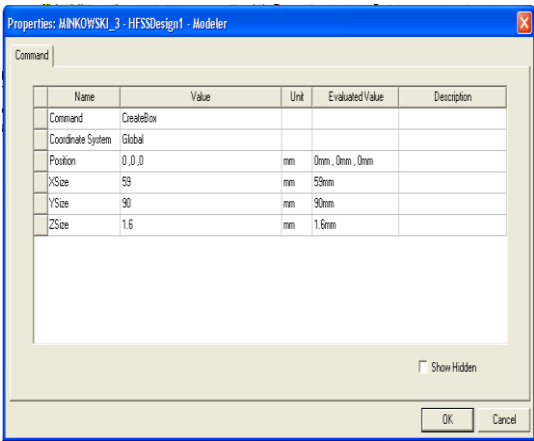 Properties: MINKOWSKI_3 - HFSSDesign1 - Modeler
Command
Name Value Unit Evaluated Value Description
Command CreateBox
Coordinate System Global
Position 0 ,0 ,0 mm 0mm , 0mm , 0mm
XSize 59 mm 59mm
YSize 90 mm 90mm
ZSize 1.6 mm 1.6mm
Show Hidden
OK Cancel